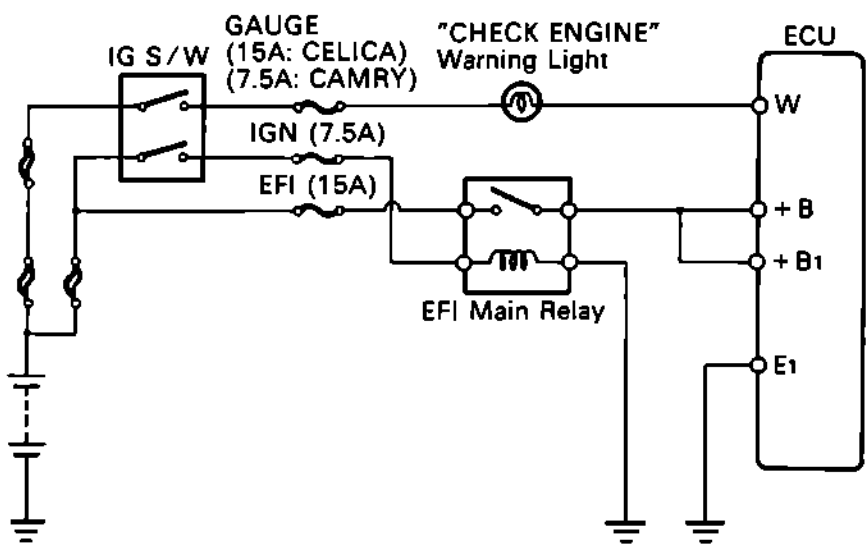 GAUGE
(15A: CELICA)
(7.5A: CAMRY)
IG S/W
"CHECK ENGINE"
Warning Light
ECU
W
IGN (7.5A)
EFI (15A)
+B
+B1
EFI Main Relay
E1